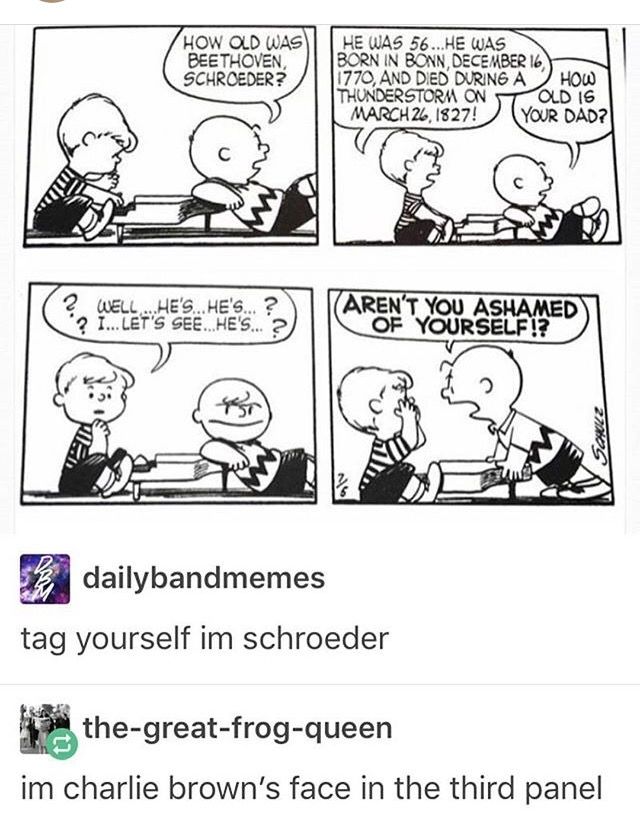 HOW OLD WAS
BEETHOVEN,
SCHROEDER?
HE WAS 56...HE WAS
BORN IN BONN, DECEMBER 16,
1770, AND DIED DURING A
THUNDERSTORM ON
MARCH 26, 1827!
HOW
OLD IS
YOUR DAD?
? WELL...HE'S...HE'S... ?
? I...LET'S SEE...HE'S... ?
AREN'T YOU ASHAMED
OF YOURSELF!?
SCHULZ
7/6
DBM
dailybandmemes
tag yourself im schroeder
the-great-frog-queen
im charlie brown's face in the third panel